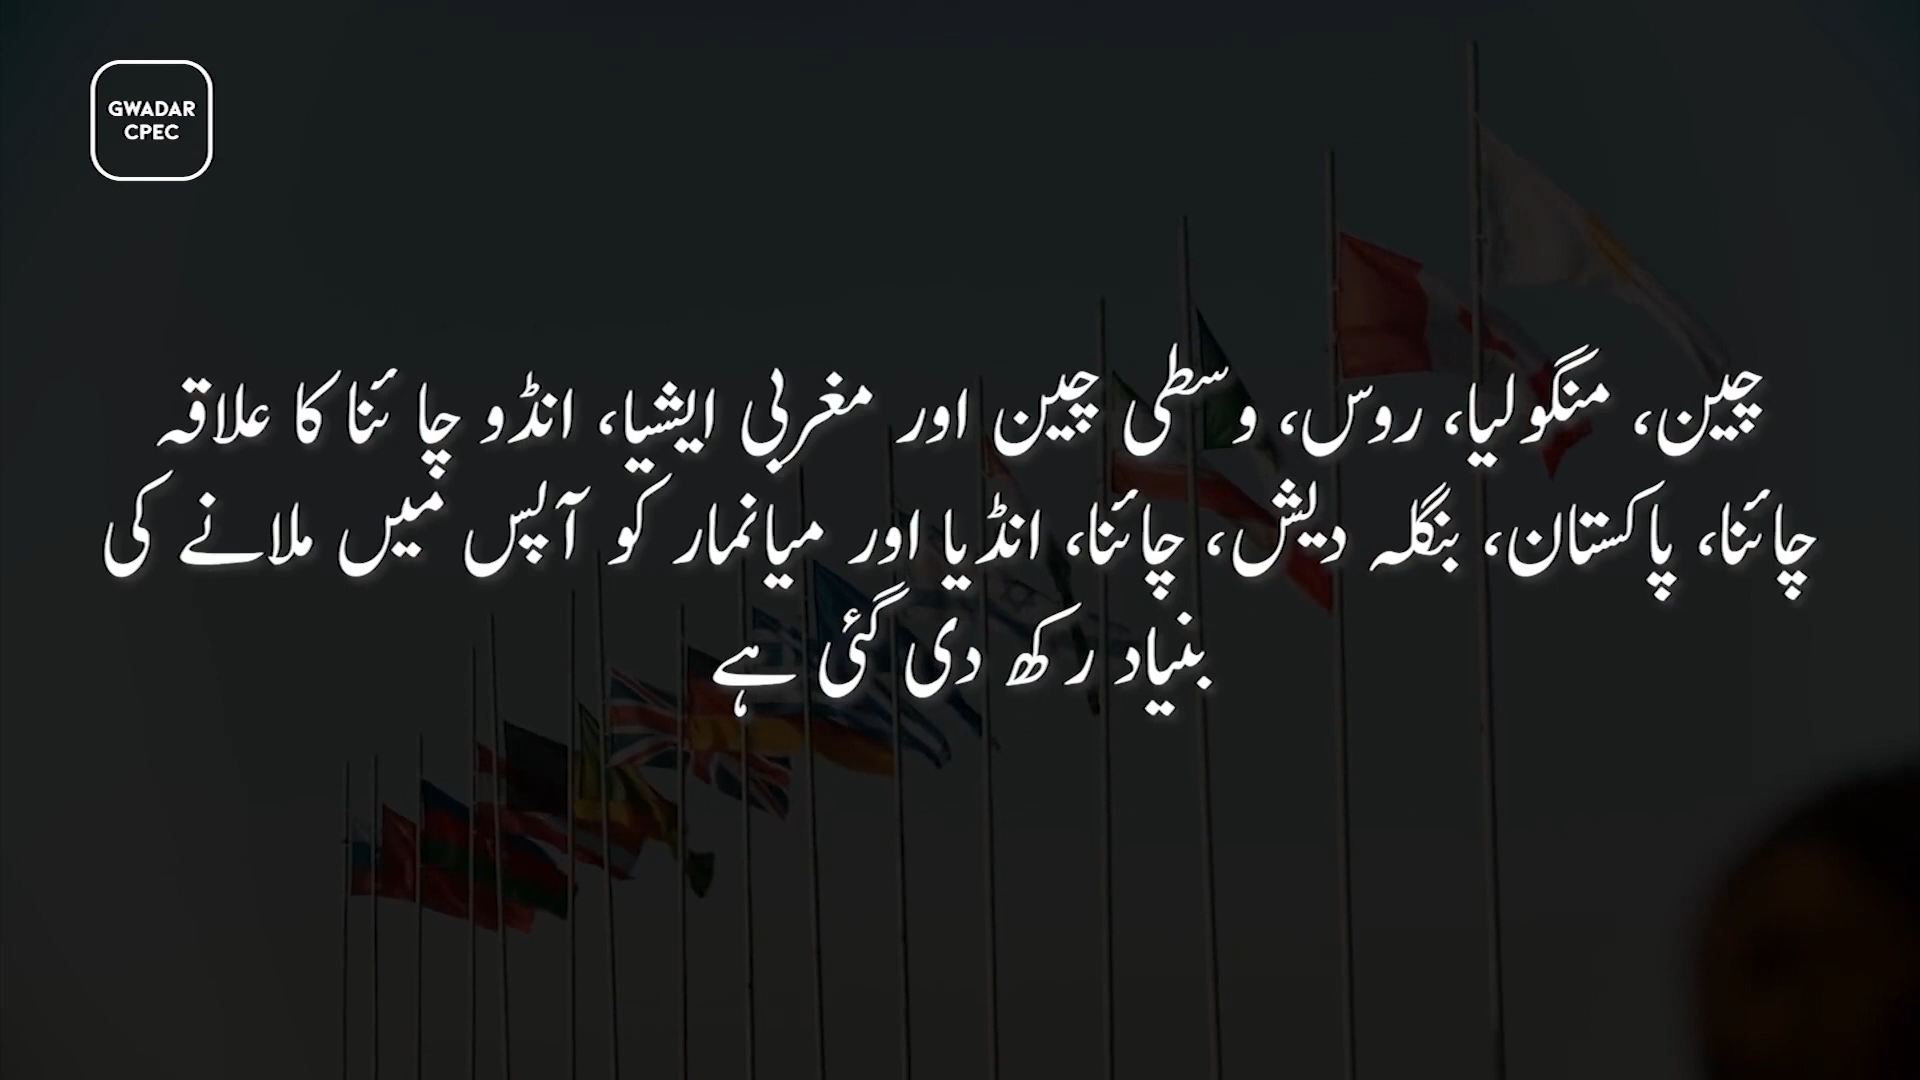 GWADAR
CPEC
چین، منگولیا، روس، وسطی چین اور مغربی ایشیا، انڈو چائنا کا علاقہ
چائنا، پاکستان، بنگلہ دیش، چائنا، انڈیا اور میانمار کو آپس میں ملانے کی
بنیاد رکھ دی گئی ہے